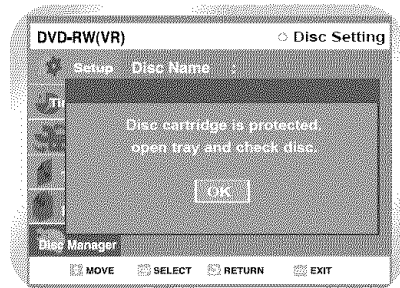 DVD-RW(VR) Disc Setting
Setup Disc Name :
Disc cartridge is protected,
open tray and check disc.
OK
Disc Manager
MOVE SELECT RETURN EXIT